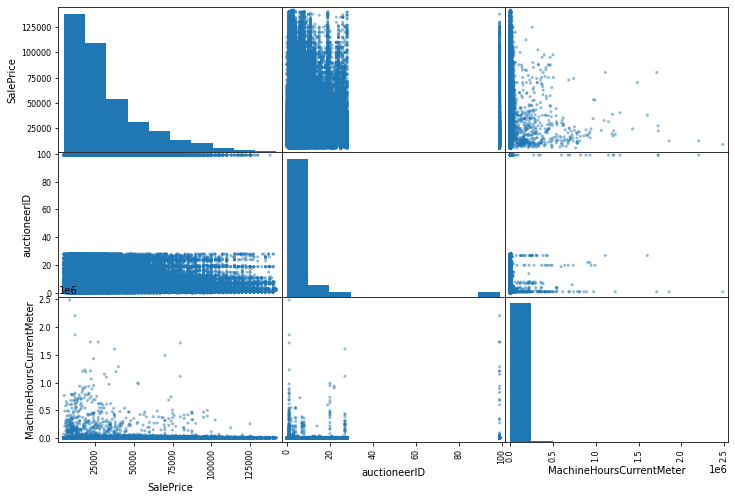 SalePrice
125000
100000
75000
50000
25000
auctioneerID
100
80
60
40
20
0
1e6
MachineHoursCurrentMeter
2.5
2.0
1.5
1.0
0.5
0.0
25000 50000 75000 100000 125000
SalePrice
0 20 40 60 80 100
auctioneerID
0.0 0.5 1.0 1.5 2.0 2.5
MachineHoursCurrentMeter
1e6